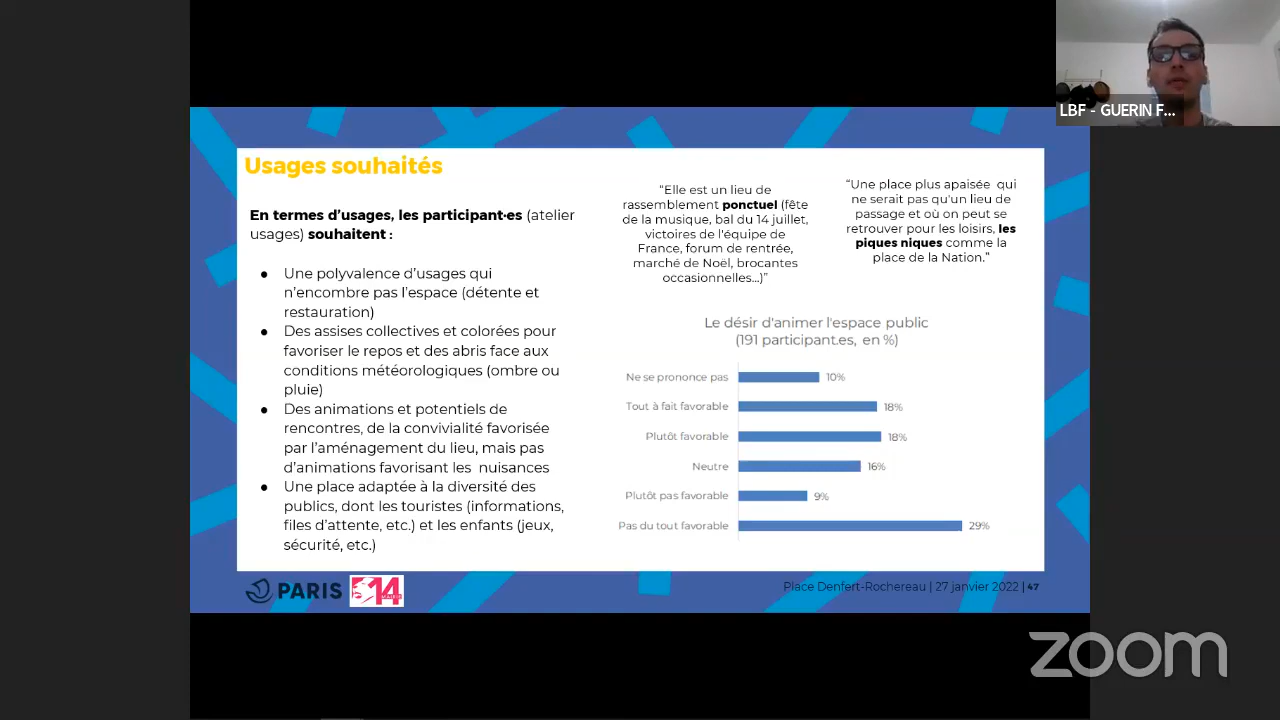 LBF - GUERIN F...
Usages souhaités
En termes d'usages, les participant·es (atelier
usages) souhaitent :
● Une polyvalence d'usages qui
n'encombre pas l'espace (détente et
restauration)
● Des assises collectives et colorées pour
favoriser le repos et des abris face aux
conditions météorologiques (ombre ou
pluie)
● Des animations et potentiels de
rencontres, de la convivialité favorisée
par l'aménagement du lieu, mais pas
d'animations favorisant les nuisances
● Une place adaptée à la diversité des
publics, dont les touristes (informations,
files d'attente, etc.) et les enfants (jeux,
sécurité, etc.)
“Elle est un lieu de
rassemblement ponctuel (fête
de la musique, bal du 14 juillet,
victoires de l'équipe de
France, forum de rentrée,
marché de Noël, brocantes
occasionnelles...)”
“Une place plus apaisée qui
ne serait pas qu'un lieu de
passage et où on peut se
retrouver pour les loisirs, les
piques niques comme la
place de la Nation.”
Le désir d'animer l'espace public
(191 participant.es, en %)
Ne se prononce pas 10%
Tout à fait favorable 18%
Plutôt favorable 18%
Neutre 16%
Plutôt pas favorable 9%
Pas du tout favorable 29%
PARIS
14
MAIRIE
Place Denfert-Rochereau | 27 janvier 2022 | 47
zoom